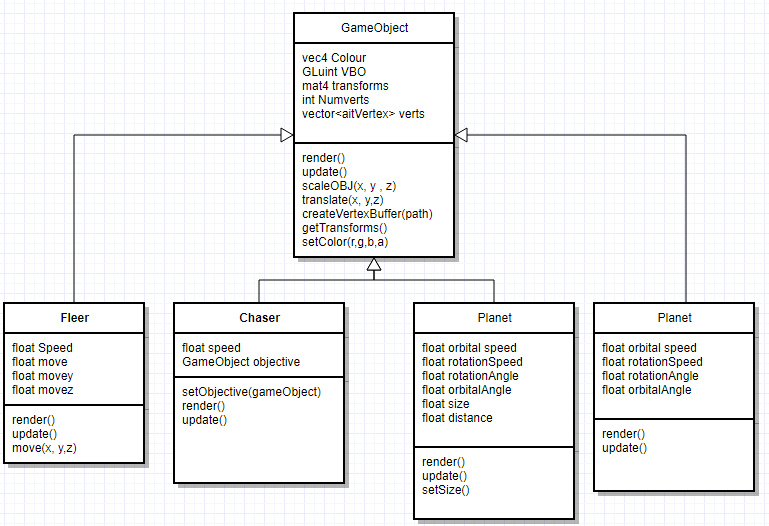 GameObject
vec4 Colour
GLuint VBO
mat4 transforms
int Numverts
vector<aitVertex> verts
render()
update()
scaleOBJ(x, y , z)
translate(x, y,z)
createVertexBuffer(path)
getTransforms()
setColor(r,g,b,a)
Fleer
float Speed
float move
float movey
float movez
render()
update()
move(x, y,z)
Chaser
float speed
GameObject objective
setObjective(gameObject)
render()
update()
Planet
float orbital speed
float rotationSpeed
float rotationAngle
float orbitalAngle
float size
float distance
render()
update()
setSize()
Planet
float orbital speed
float rotationSpeed
float rotationAngle
float orbitalAngle
render()
update()